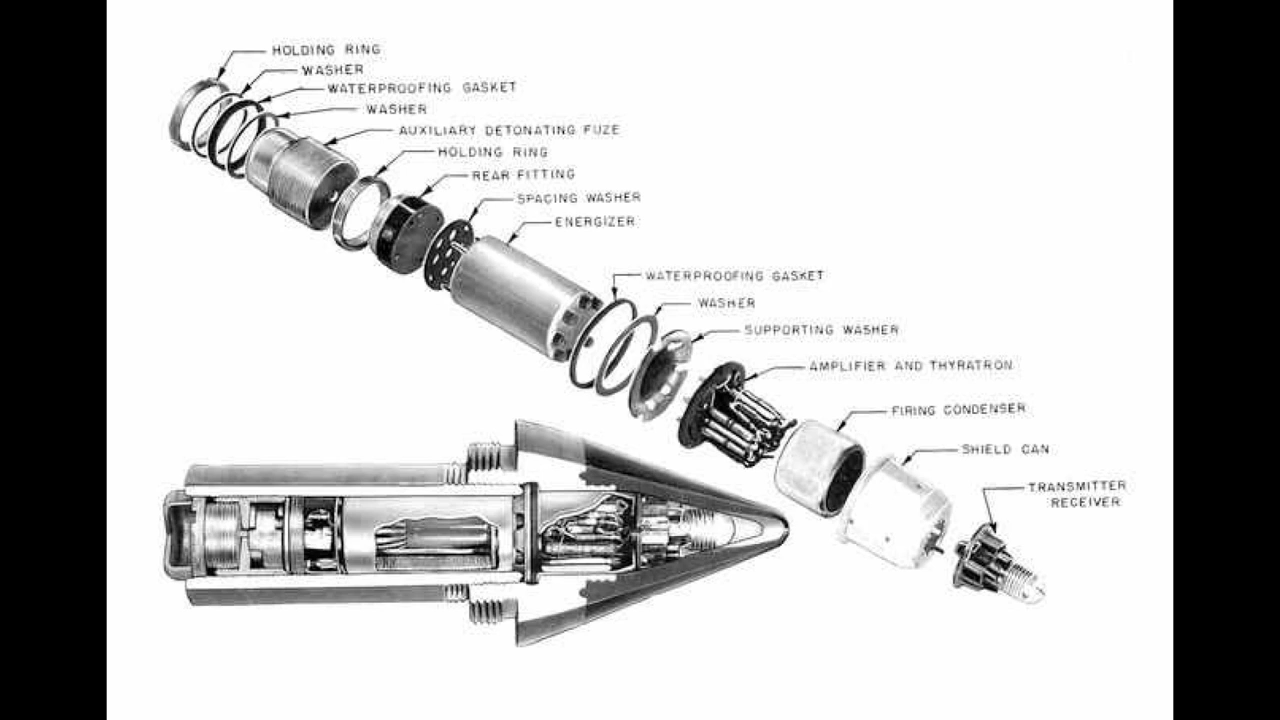 HOLDING RING
WASHER
WATERPROOFING GASKET
WASHER
AUXILIARY DETONATING FUZE
HOLDING RING
REAR FITTING
SPACING WASHER
ENERGIZER
WATERPROOFING GASKET
WASHER
SUPPORTING WASHER
AMPLIFIER AND THYRATRON
FIRING CONDENSER
SHIELD CAN
TRANSMITTER
RECEIVER